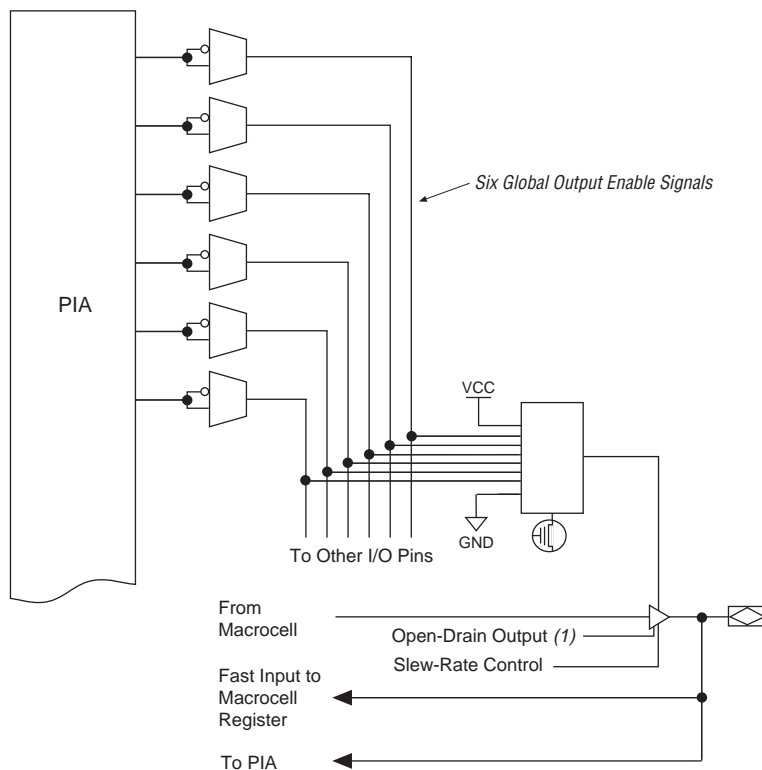 Six Global Output Enable Signals
PIA
VCC
GND
To Other I/O Pins
From
Macrocell
Open-Drain Output (1)
Slew-Rate Control
Fast Input to
Macrocell
Register
To PIA